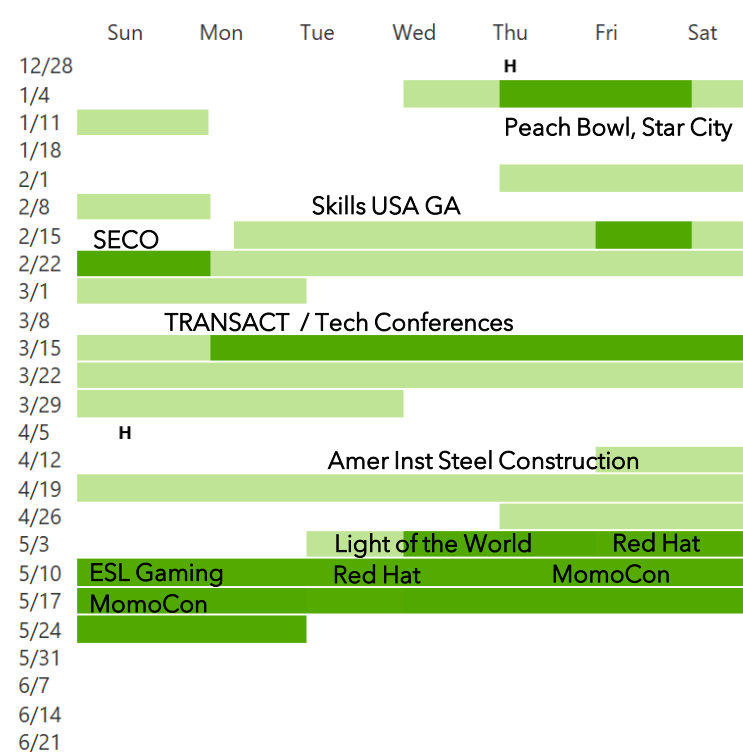 Sun Mon Tue Wed Thu Fri Sat
12/28 H
1/4
1/11 Peach Bowl, Star City
1/18
2/1
2/8 Skills USA GA
2/15 SECO
2/22
3/1
3/8 TRANSACT / Tech Conferences
3/15
3/22
3/29
4/5 H
4/12 Amer Inst Steel Construction
4/19
4/26
5/3 Light of the World Red Hat
5/10 ESL Gaming Red Hat MomoCon
5/17 MomoCon
5/24
5/31
6/7
6/14
6/21